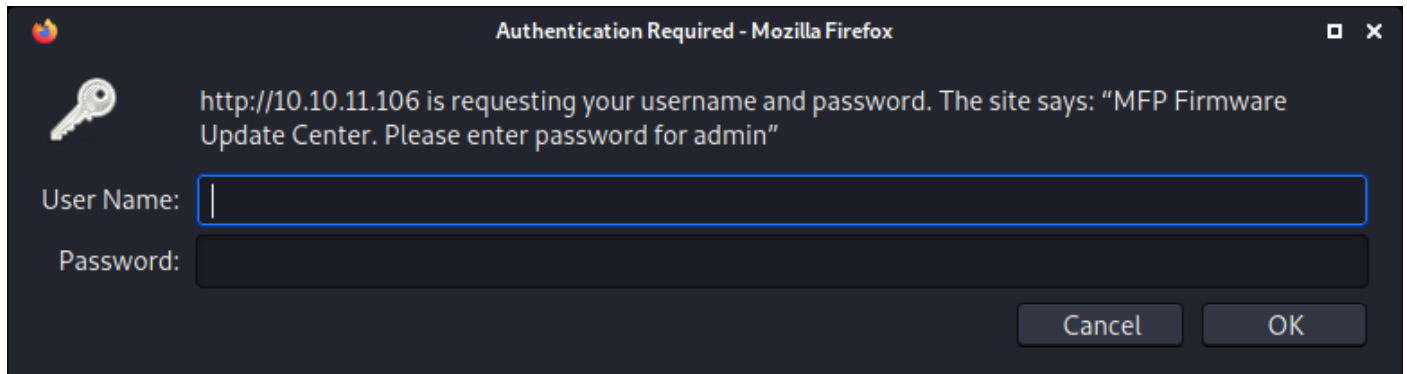 Authentication Required - Mozilla Firefox
http://10.10.11.106 is requesting your username and password. The site says: “MFP Firmware
Update Center. Please enter password for admin”
User Name:
Password:
Cancel
OK